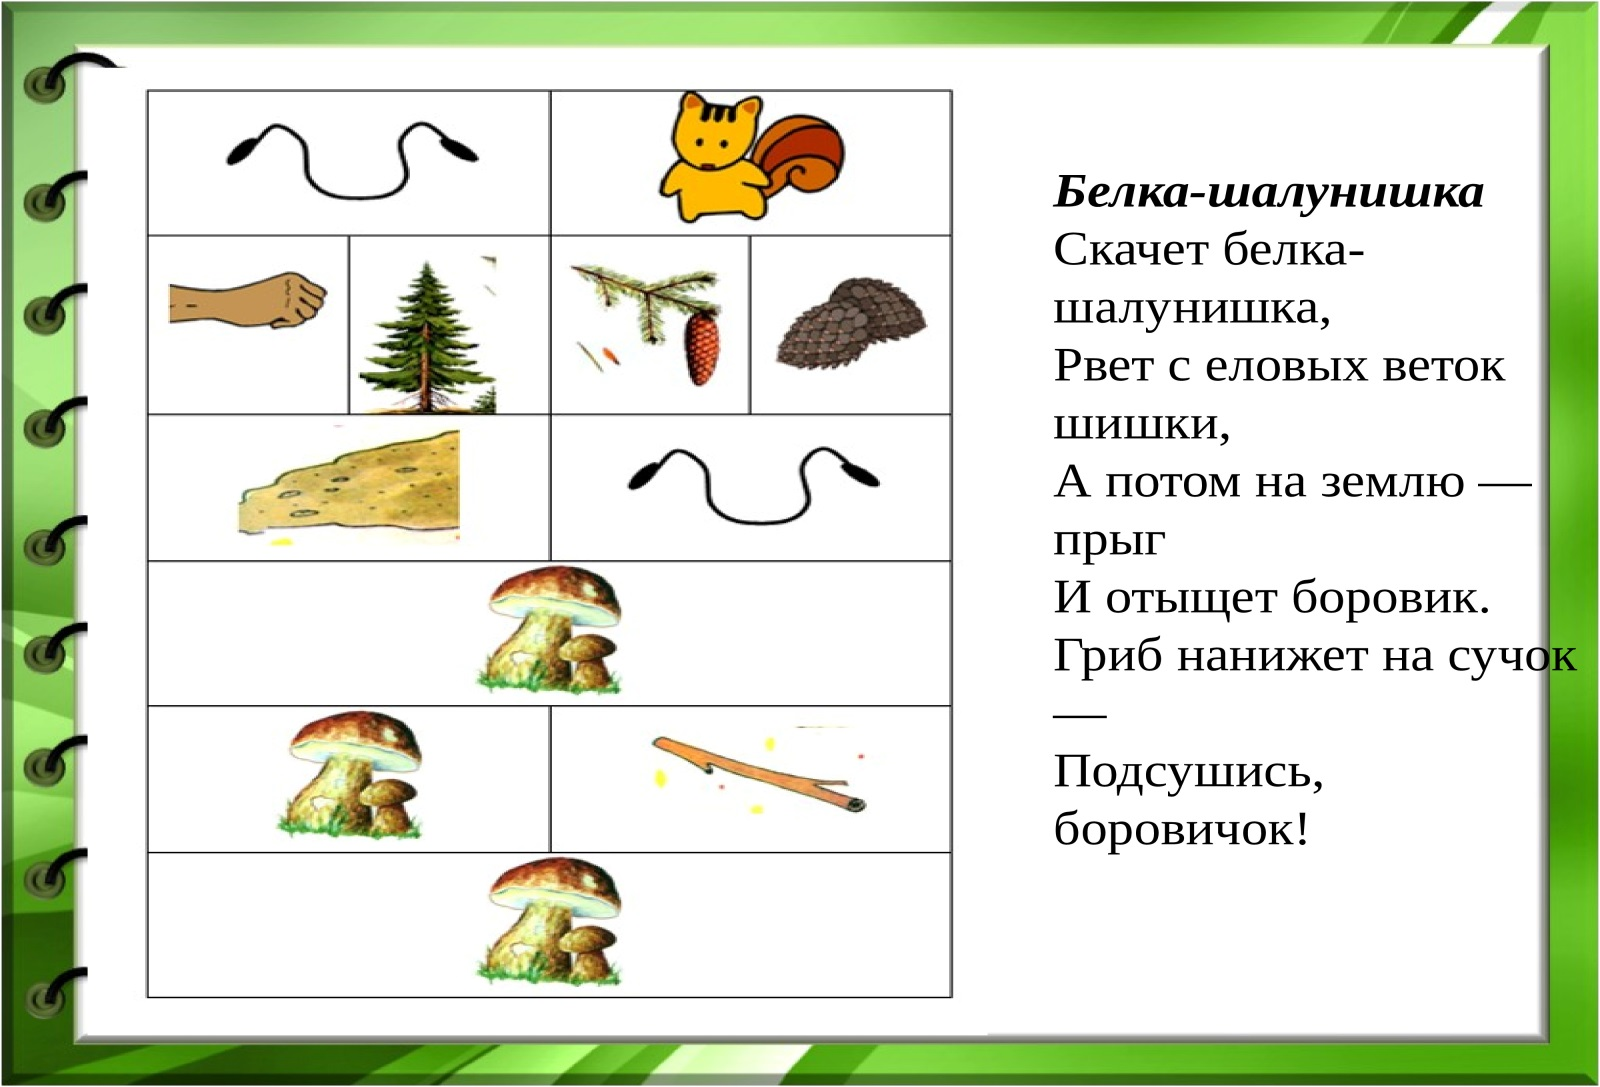 Белка-шалунишка
Скачет белка-
шалунишка,
Рвет с еловых веток
шишки,
А потом на землю —
прыг
И отыщет боровик.
Гриб нанижет на сучок
—
Подсушись,
боровичок!